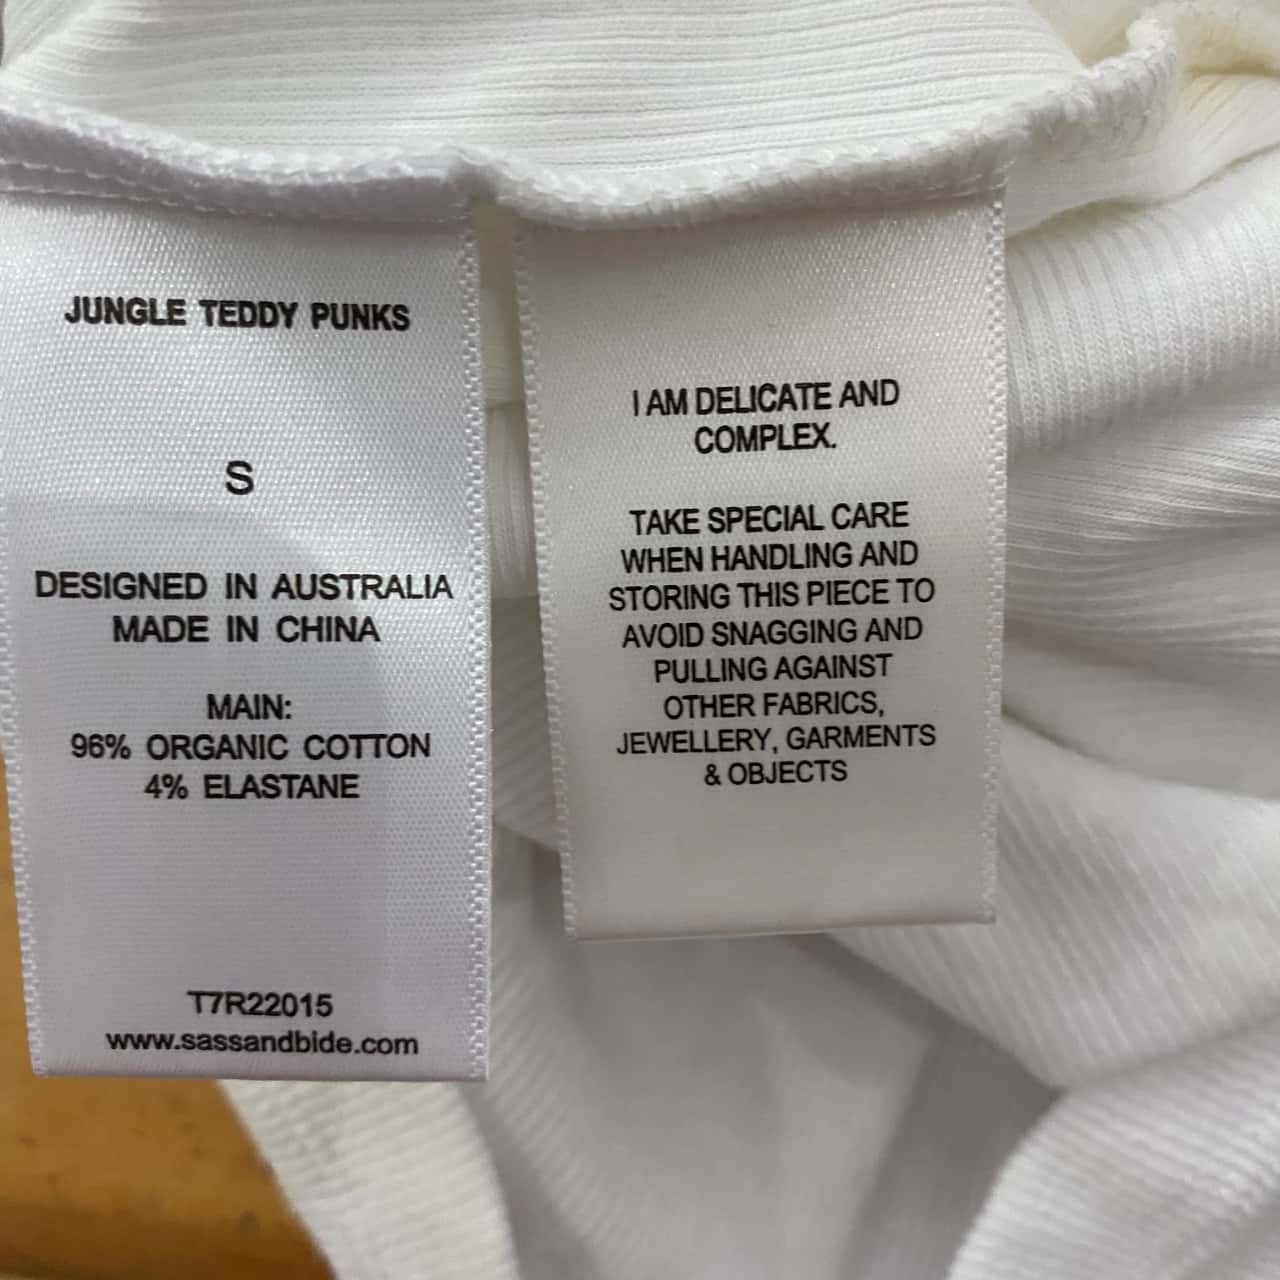 JUNGLE TEDDY PUNKS
S
DESIGNED IN AUSTRALIA
MADE IN CHINA
MAIN:
96% ORGANIC COTTON
4% ELASTANE
T7R22015
www.sassandbide.com
I AM DELICATE AND
COMPLEX.
TAKE SPECIAL CARE
WHEN HANDLING AND
STORING THIS PIECE TO
AVOID SNAGGING AND
PULLING AGAINST
OTHER FABRICS,
JEWELLERY, GARMENTS
& OBJECTS